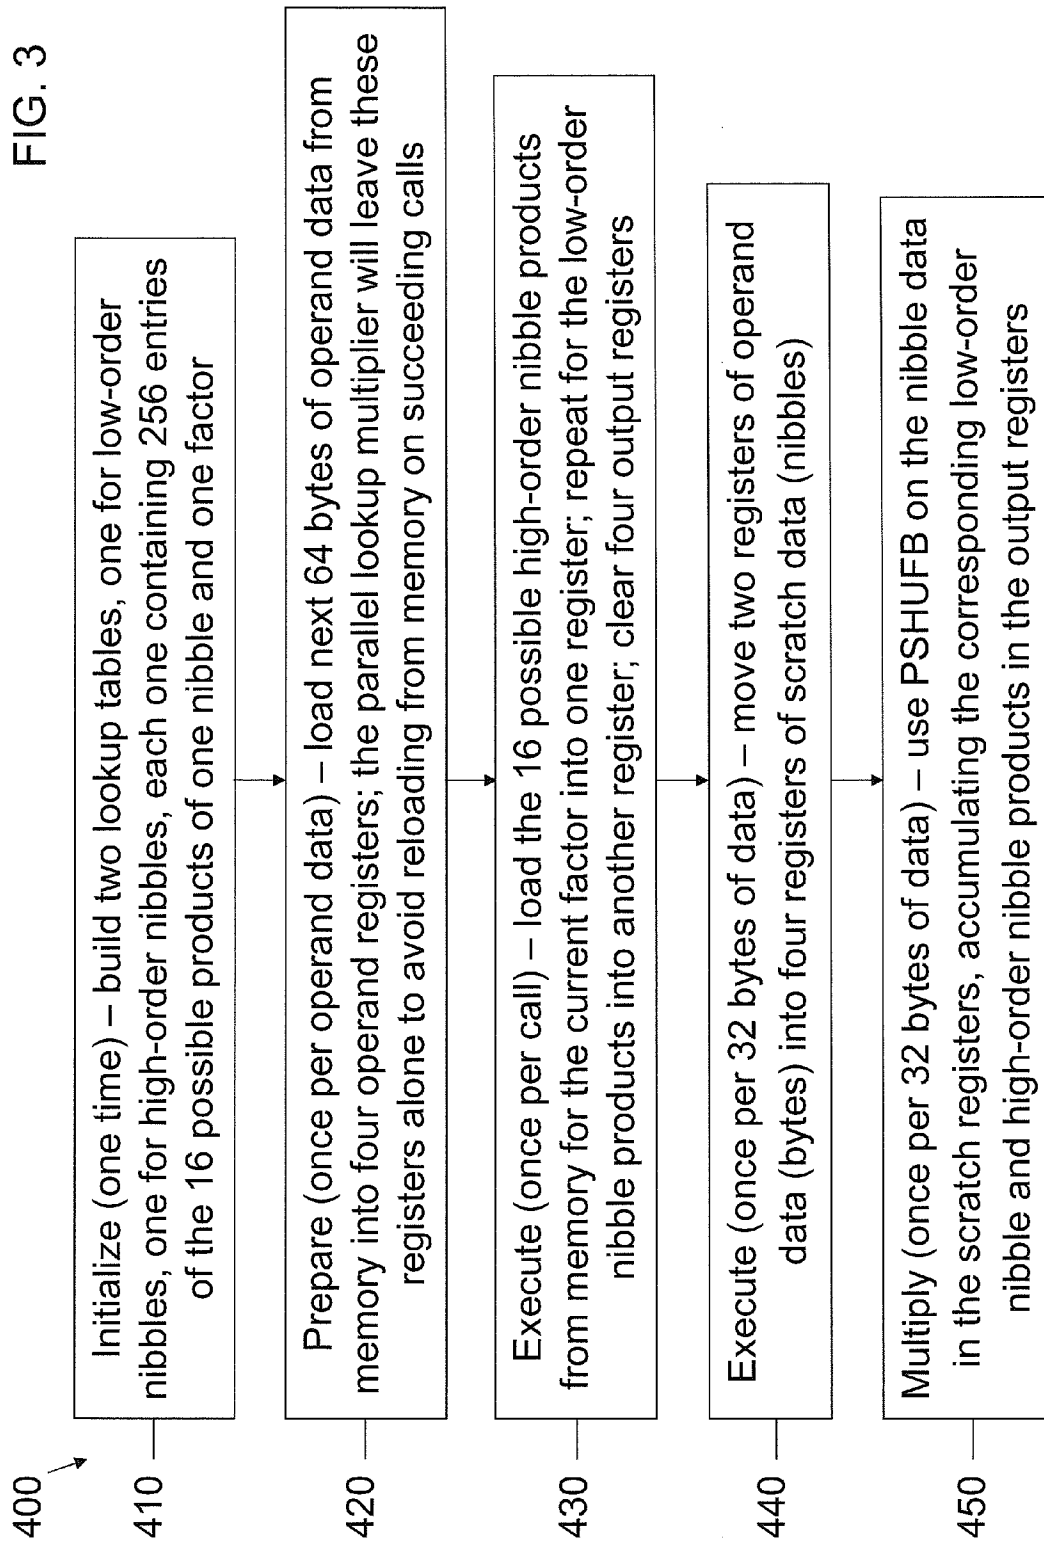 FIG. 3
400
410
Initialize (one time) – build two lookup tables, one for low-order
nibbles, one for high-order nibbles, each one containing 256 entries
of the 16 possible products of one nibble and one factor
420
Prepare (once per operand data) – load next 64 bytes of operand data from
memory into four operand registers; the parallel lookup multiplier will leave these
registers alone to avoid reloading from memory on succeeding calls
430
Execute (once per call) – load the 16 possible high-order nibble products
from memory for the current factor into one register; repeat for the low-order
nibble products into another register; clear four output registers
440
Execute (once per 32 bytes of data) – move two registers of operand
data (bytes) into four registers of scratch data (nibbles)
450
Multiply (once per 32 bytes of data) – use PSHUFB on the nibble data
in the scratch registers, accumulating the corresponding low-order
nibble and high-order nibble products in the output registers